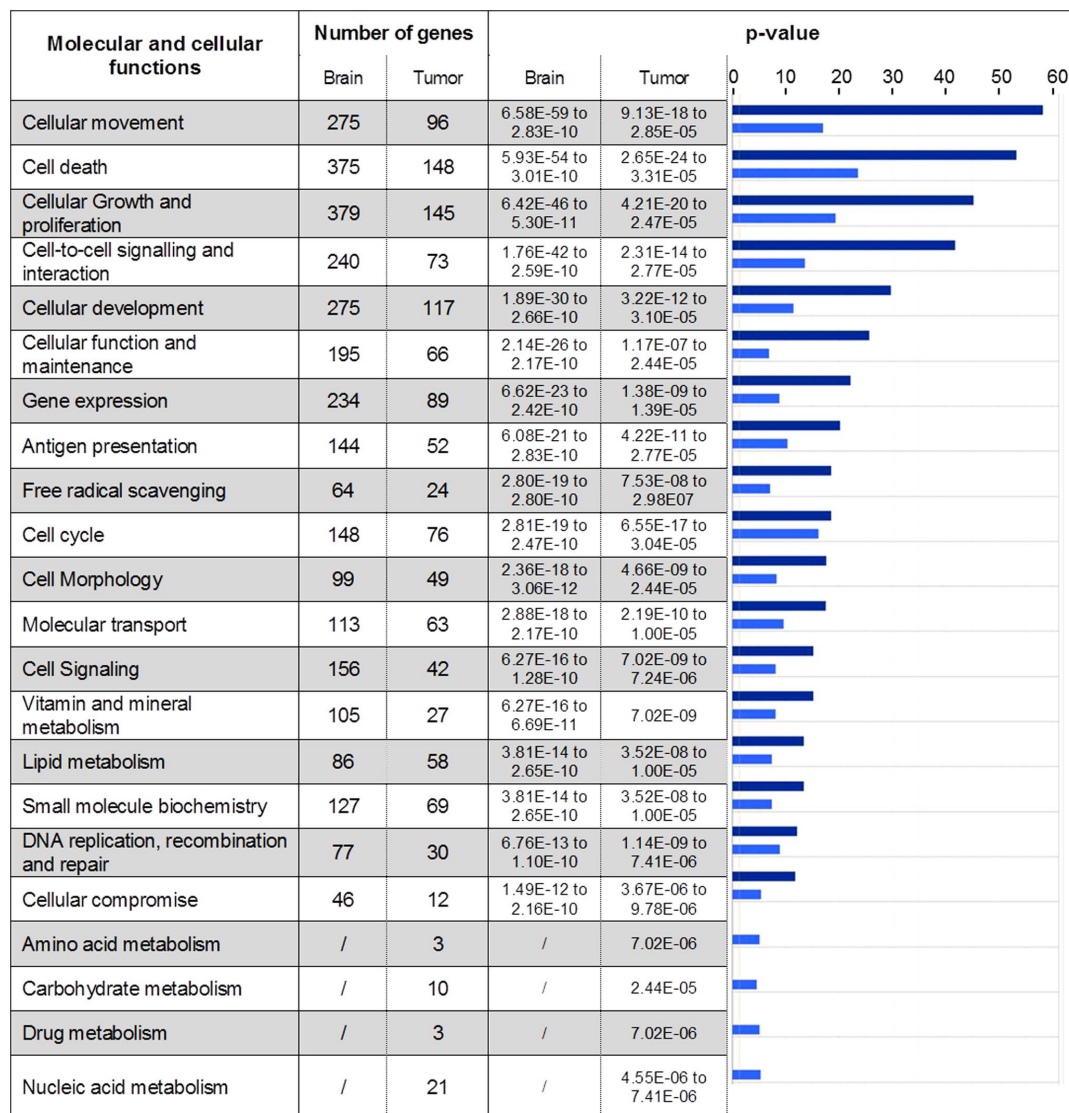 Molecular and cellular functions Number of genes p-value
Brain Tumor Brain Tumor 0 10 20 30 40 50 60
Cellular movement 275 96 6.58E-59 to 2.83E-10 9.13E-18 to 2.85E-05
Cell death 375 148 5.93E-54 to 3.01E-10 2.65E-24 to 3.31E-05
Cellular Growth and proliferation 379 145 6.42E-46 to 5.30E-11 4.21E-20 to 2.47E-05
Cell-to-cell signalling and interaction 240 73 1.76E-42 to 2.59E-10 2.31E-14 to 2.77E-05
Cellular development 275 117 1.89E-30 to 2.66E-10 3.22E-12 to 3.10E-05
Cellular function and maintenance 195 66 2.14E-26 to 2.17E-10 1.17E-07 to 2.44E-05
Gene expression 234 89 6.62E-23 to 2.42E-10 1.38E-09 to 1.39E-05
Antigen presentation 144 52 6.08E-21 to 2.83E-10 4.22E-11 to 2.77E-05
Free radical scavenging 64 24 2.80E-19 to 2.80E-10 7.53E-08 to 2.98E07
Cell cycle 148 76 2.81E-19 to 2.47E-10 6.55E-17 to 3.04E-05
Cell Morphology 99 49 2.36E-18 to 3.06E-12 4.66E-09 to 2.44E-05
Molecular transport 113 63 2.88E-18 to 2.17E-10 2.19E-10 to 1.00E-05
Cell Signaling 156 42 6.27E-16 to 1.28E-10 7.02E-09 to 7.24E-06
Vitamin and mineral metabolism 105 27 6.27E-16 to 6.69E-11 7.02E-09
Lipid metabolism 86 58 3.81E-14 to 2.65E-10 3.52E-08 to 1.00E-05
Small molecule biochemistry 127 69 3.81E-14 to 2.65E-10 3.52E-08 to 1.00E-05
DNA replication, recombination and repair 77 30 6.76E-13 to 1.10E-10 1.14E-09 to 7.41E-06
Cellular compromise 46 12 1.49E-12 to 2.16E-10 3.67E-06 to 9.78E-06
Amino acid metabolism / 3 / 7.02E-06
Carbohydrate metabolism / 10 / 2.44E-05
Drug metabolism / 3 / 7.02E-06
Nucleic acid metabolism / 21 / 4.55E-06 to 7.41E-06